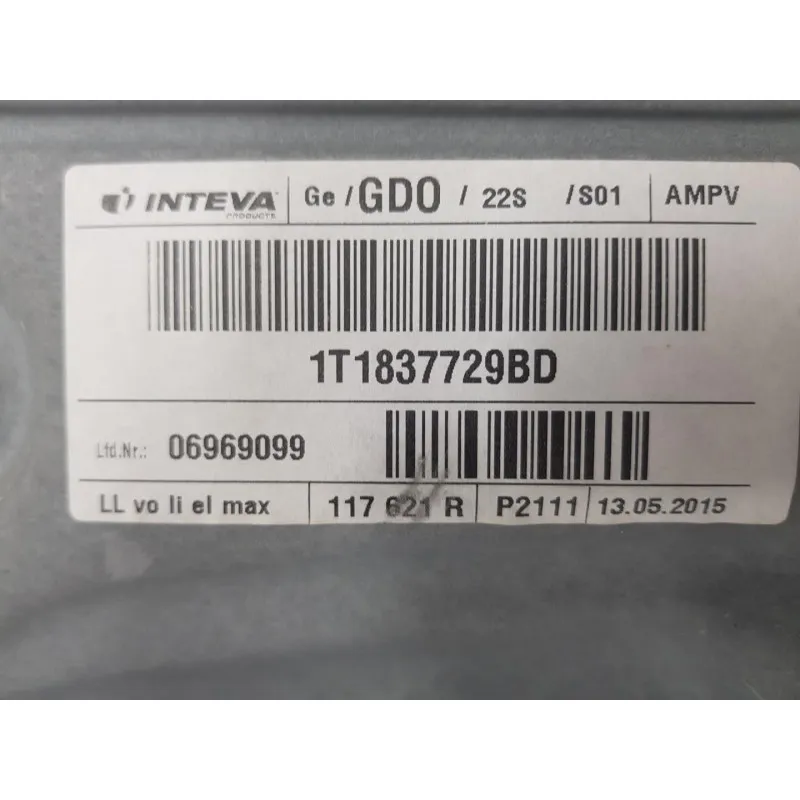 INTEVA PRODUCTS Ge / GDO / 22S / S01 AMPV
1T1837729BD
Lfd.Nr.: 06969099
LL vo li el max 117 621 R P2111 13.05.2015